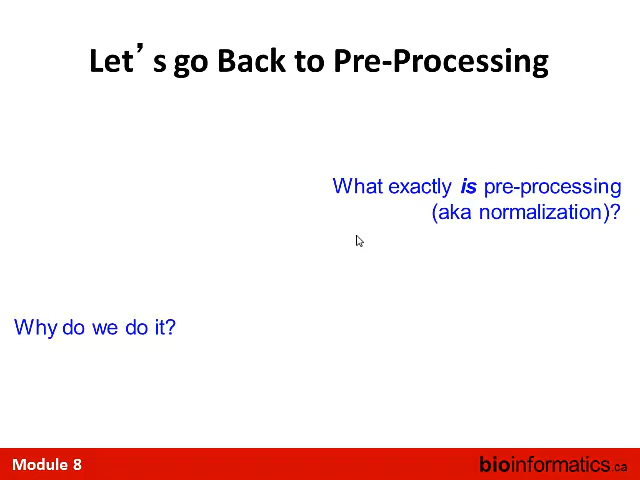 Let’s go Back to Pre-Processing
What exactly is pre-processing
(aka normalization)?
Why do we do it?
Module 8
bioinformatics.ca